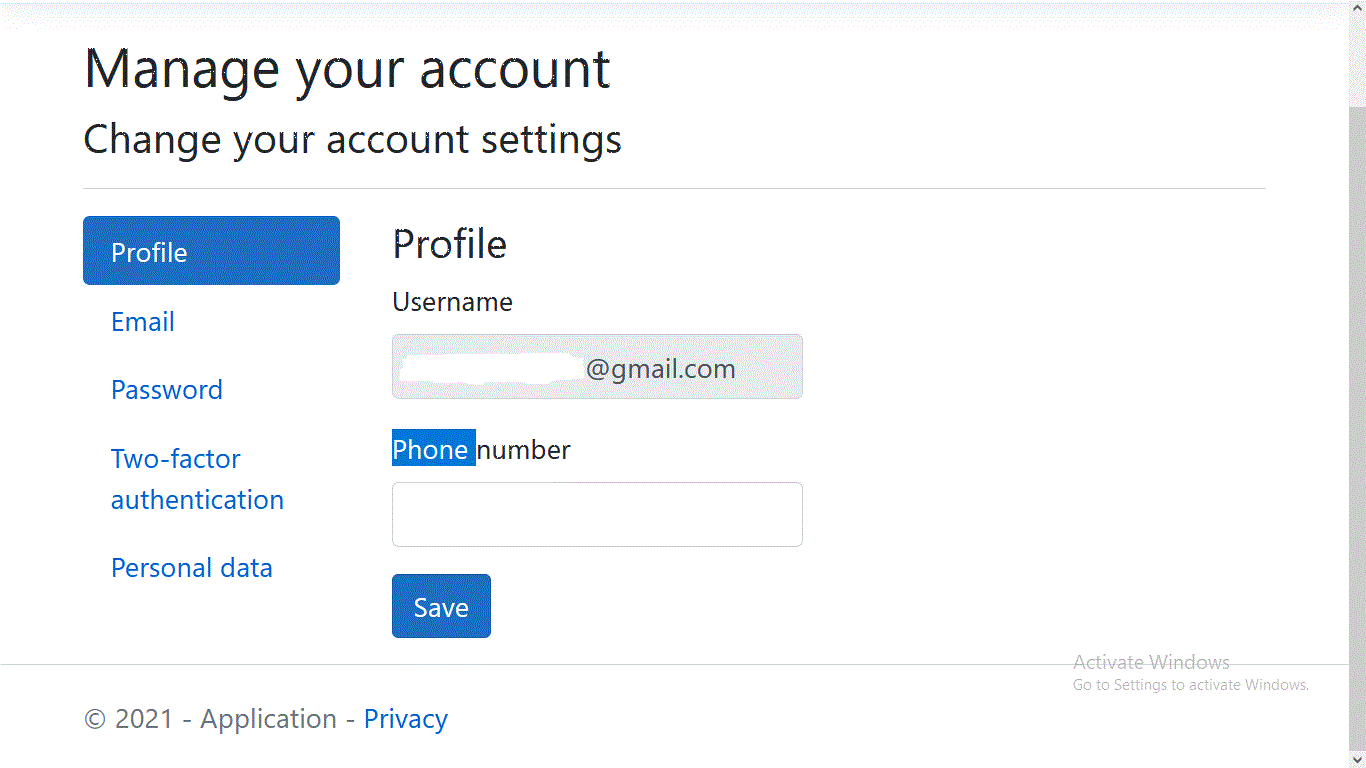 Manage your account
Change your account settings
Profile
Email
Password
Two-factor
authentication
Personal data
Profile
Username
@gmail.com
Phone number
Save
Activate Windows
Go to Settings to activate Windows.
© 2021 - Application - Privacy